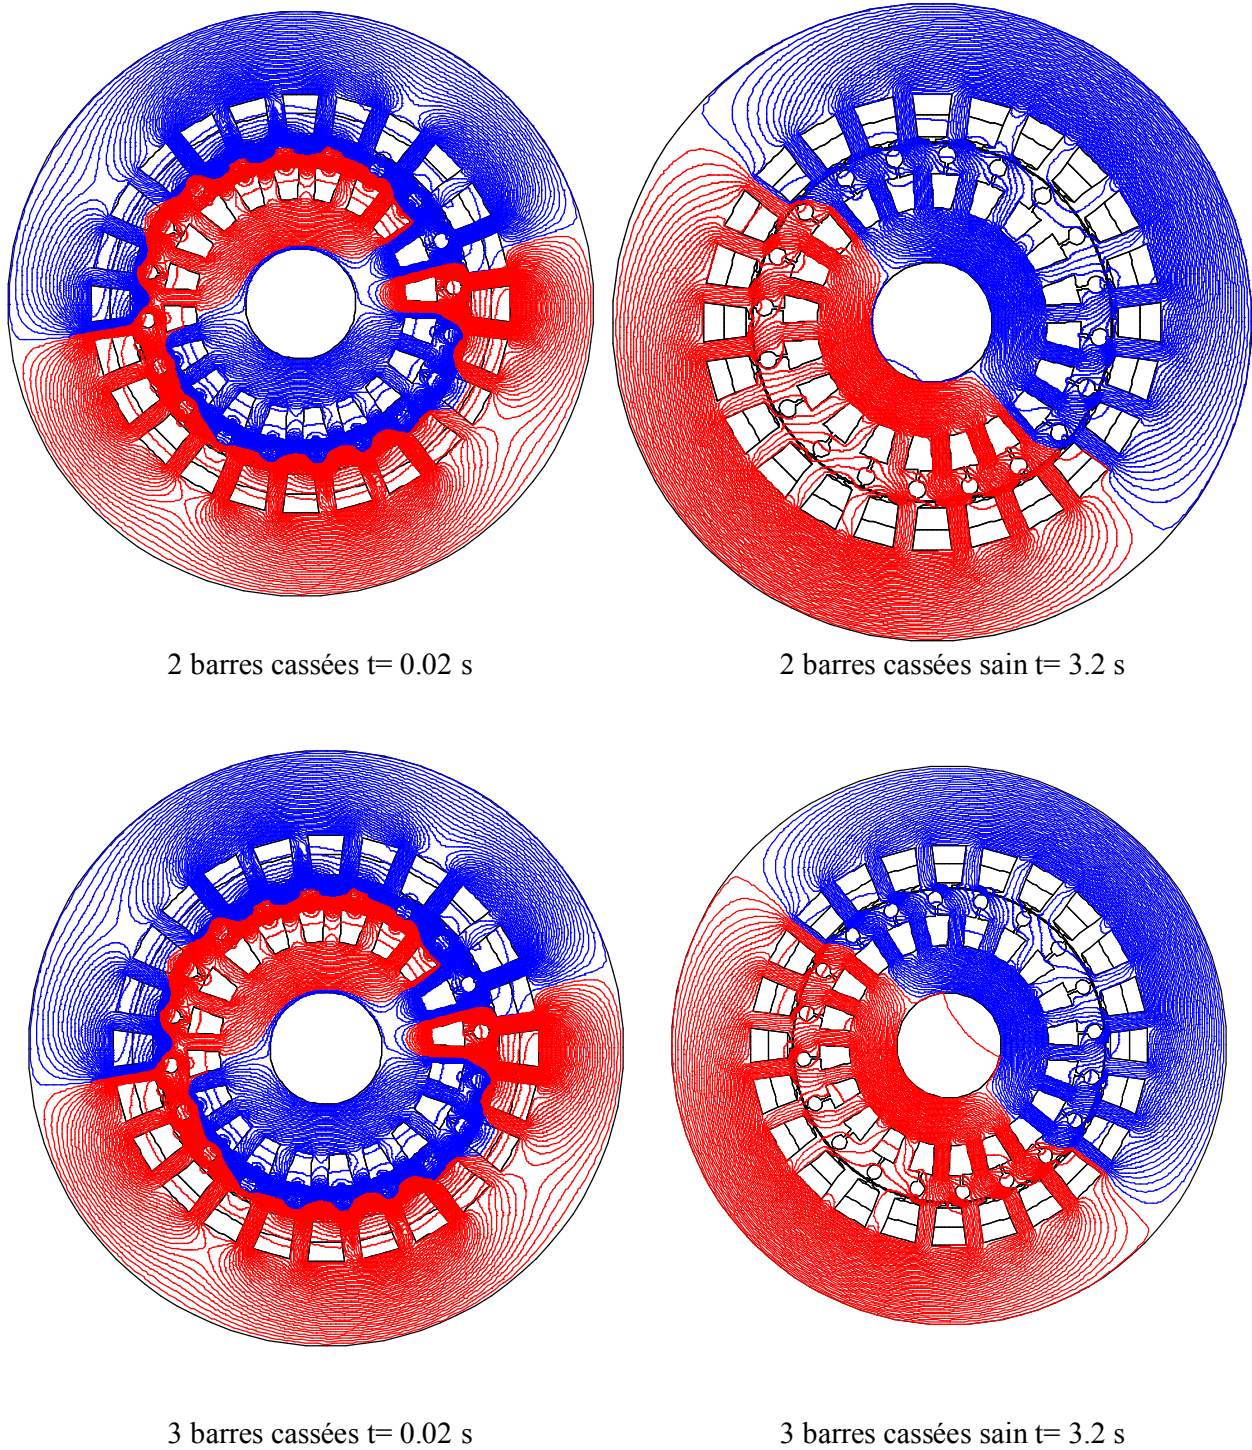 2 barres cassées t= 0.02 s
2 barres cassées sain t= 3.2 s
3 barres cassées t= 0.02 s
3 barres cassées sain t= 3.2 s